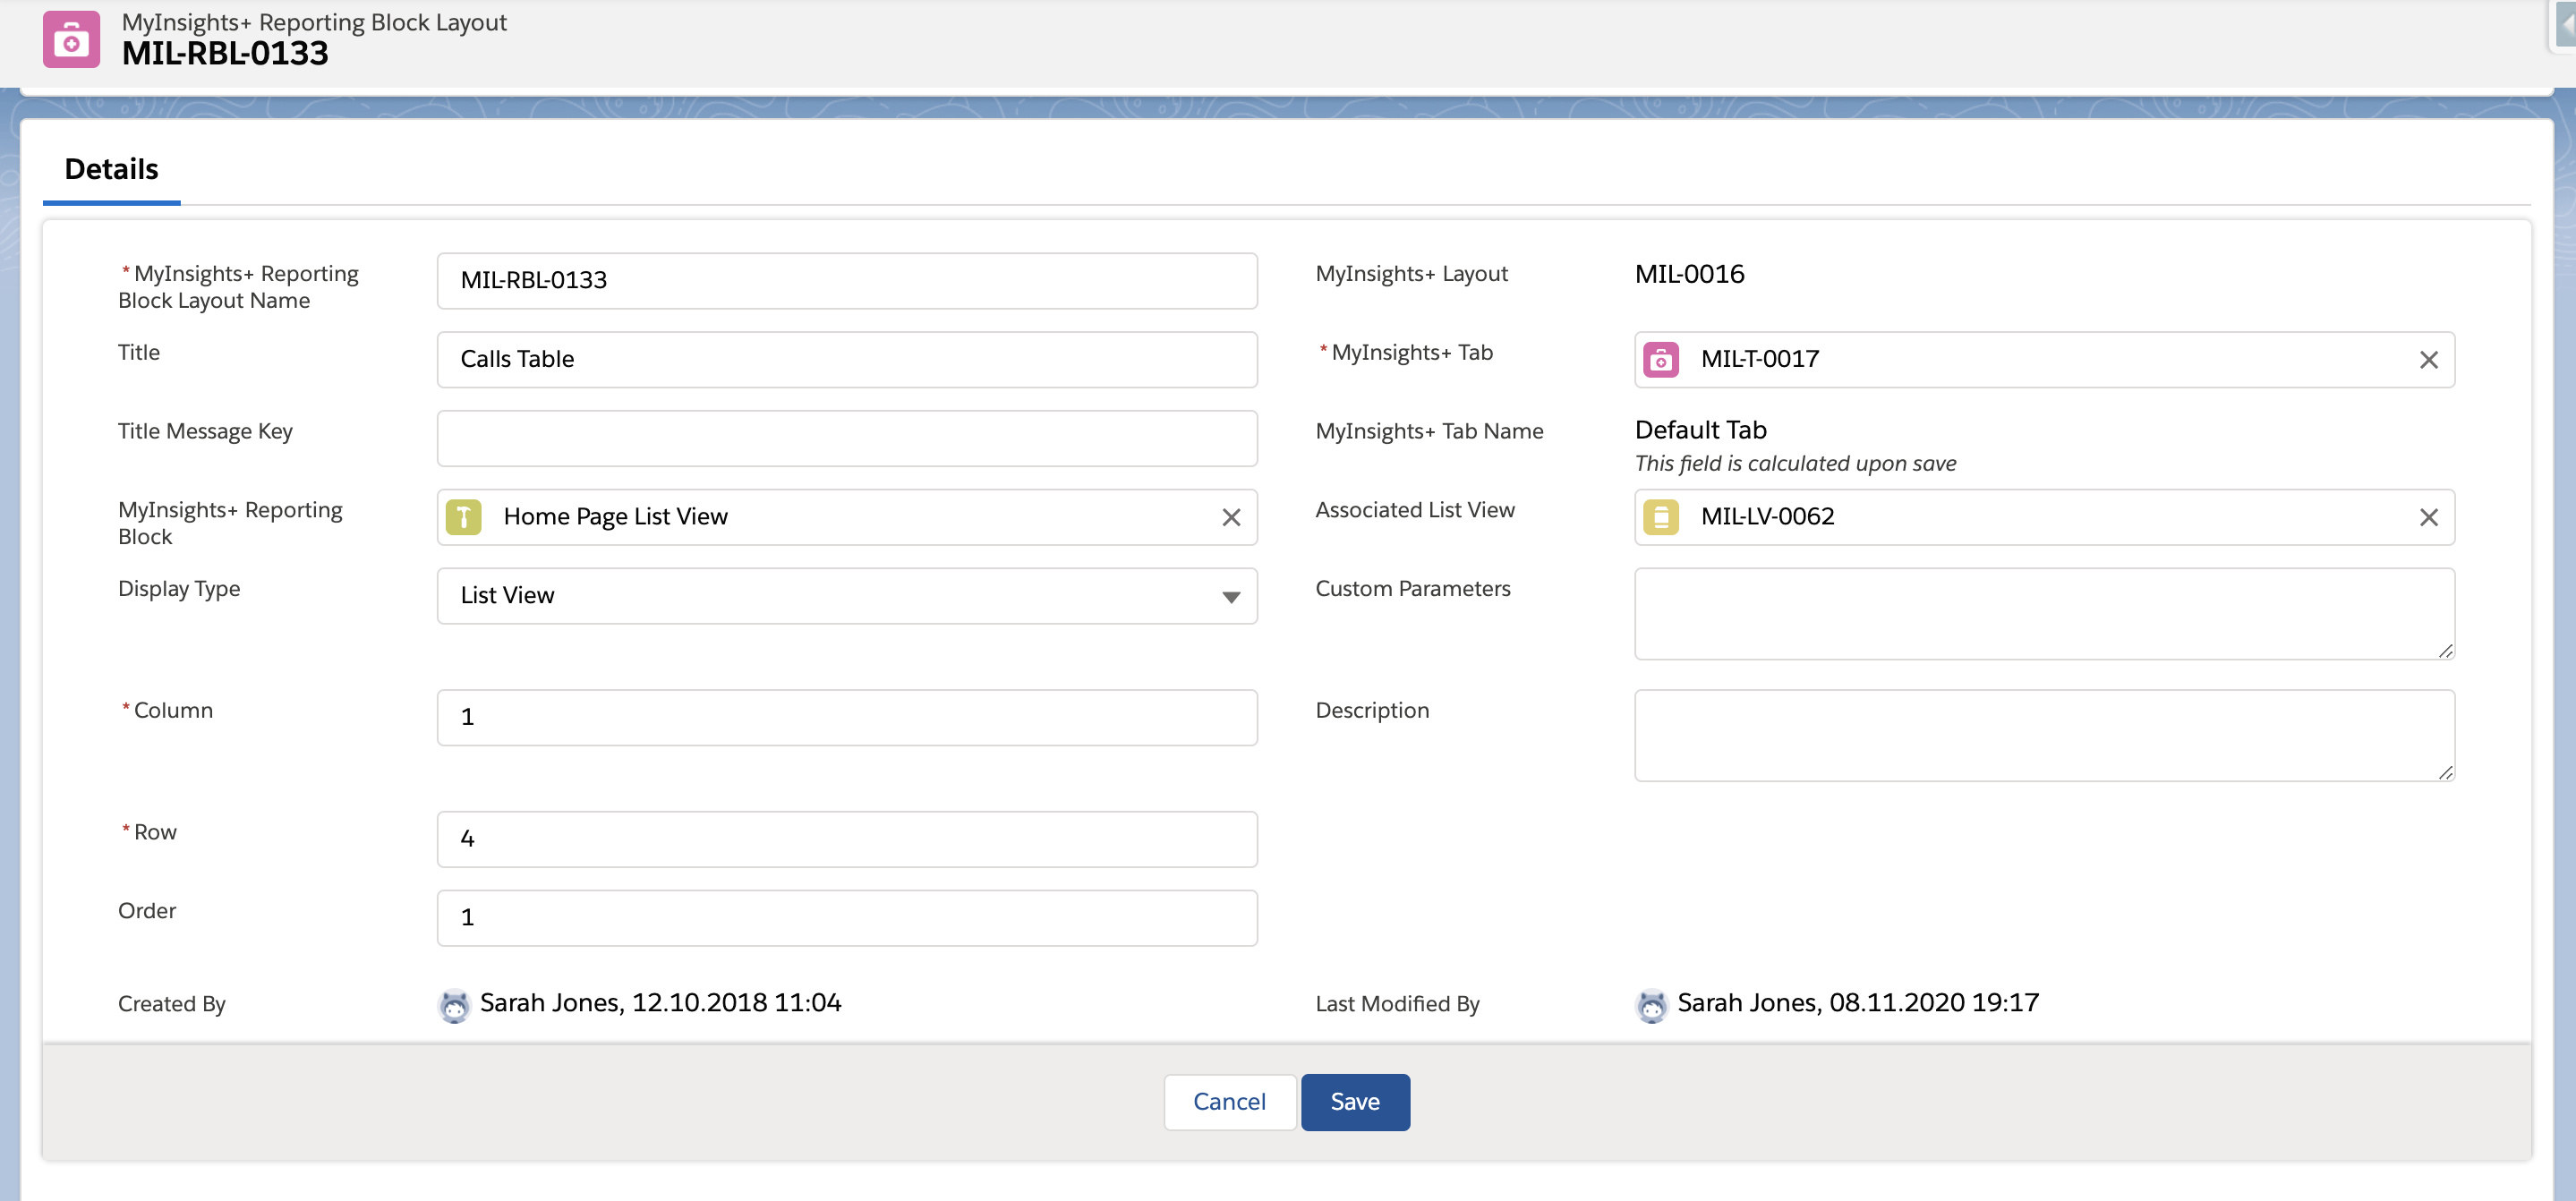 MyInsights+ Reporting Block Layout
MIL-RBL-0133
Details
* MyInsights+ Reporting
Block Layout Name
MIL-RBL-0133
MyInsights+ Layout
MIL-0016
Title
Calls Table
* MyInsights+ Tab
MIL-T-0017
Title Message Key
MyInsights+ Tab Name
Default Tab
This field is calculated upon save
MyInsights+ Reporting
Block
Home Page List View
Associated List View
MIL-LV-0062
Display Type
List View
Custom Parameters
* Column
1
Description
* Row
4
Order
1
Created By
Sarah Jones, 12.10.2018 11:04
Last Modified By
Sarah Jones, 08.11.2020 19:17
Cancel
Save